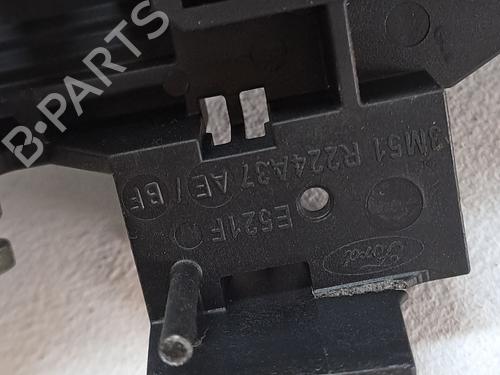 B-PARTS
3M51 R224A37 AE / BF
E521F
Ford